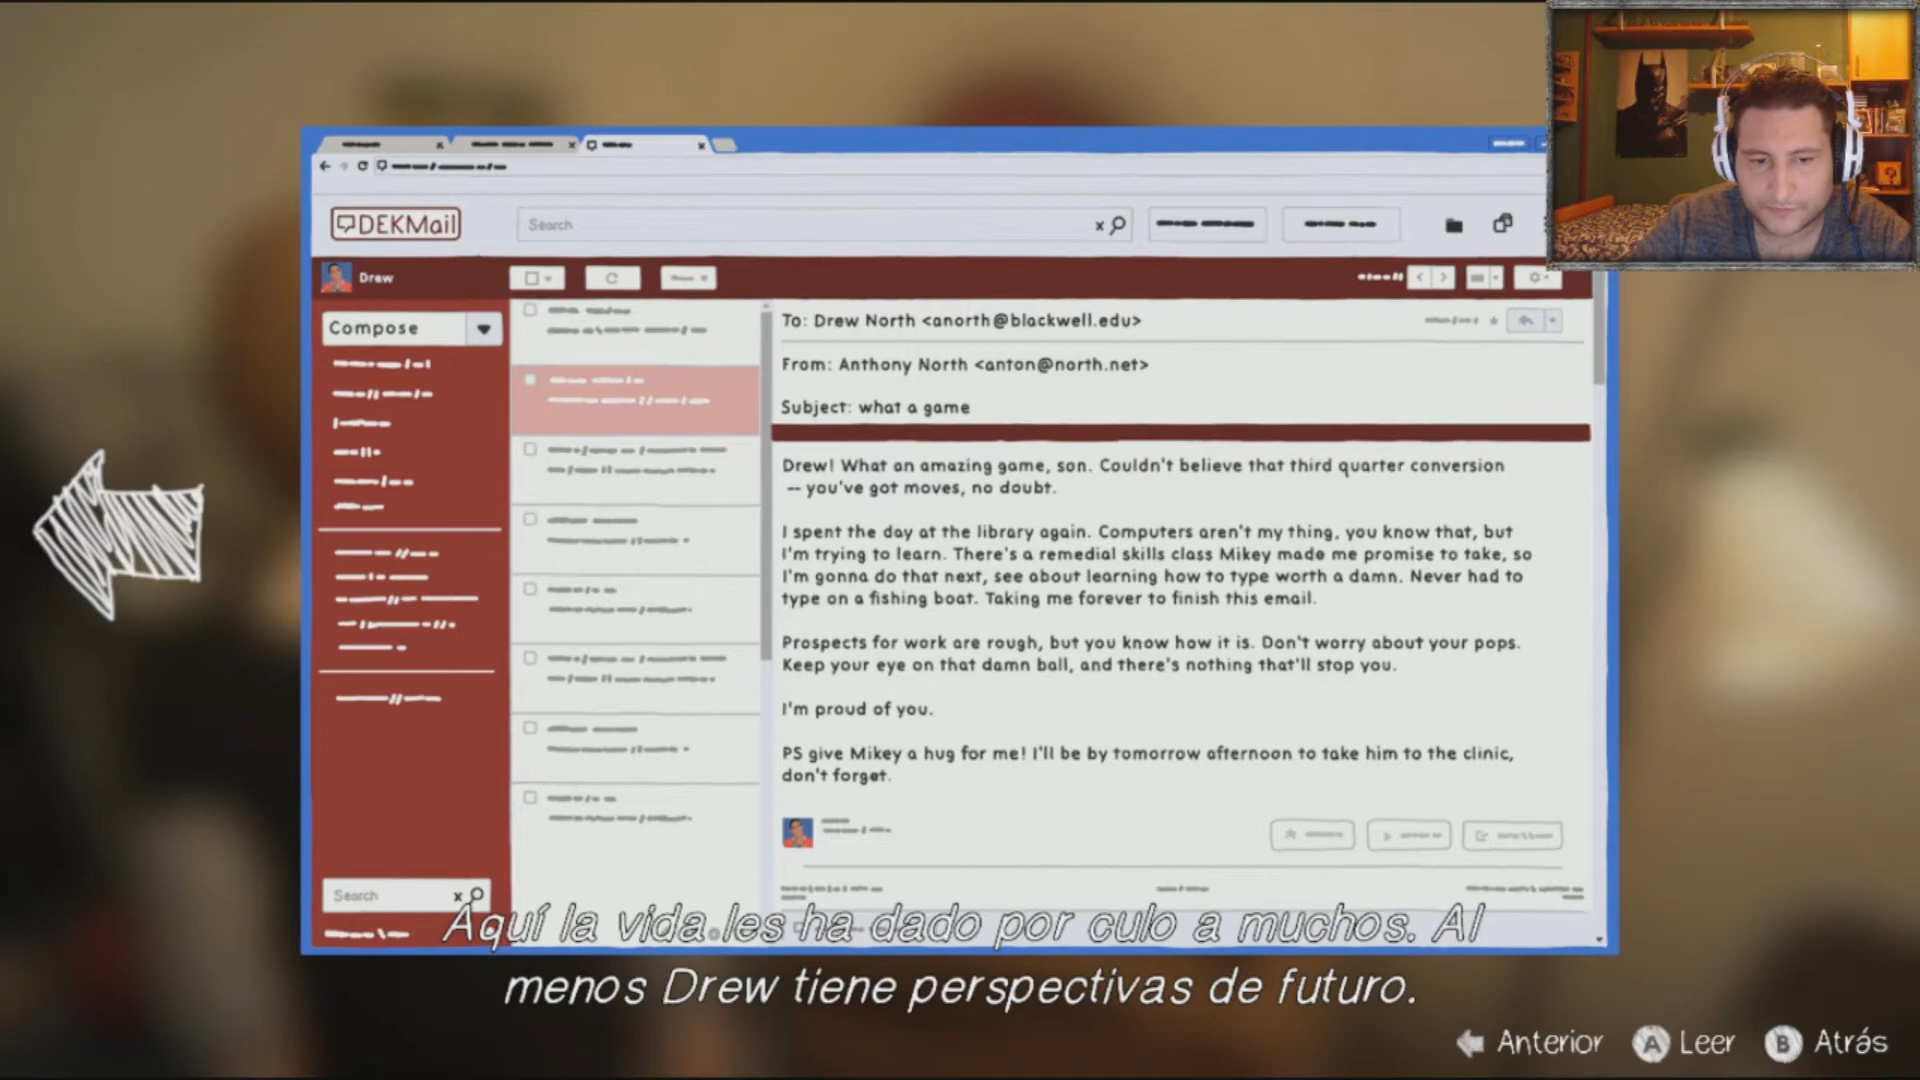 DEKMail
Search
x
Drew
Compose
To: Drew North <anorth@blackwell.edu>
From: Anthony North <anton@north.net>
Subject: what a game
Drew! What an amazing game, son. Couldn't believe that third quarter conversion
-- you've got moves, no doubt.
I spent the day at the library again. Computers aren't my thing, you know that, but
I'm trying to learn. There's a remedial skills class Mikey made me promise to take, so
I'm gonna do that next, see about learning how to type worth a damn. Never had to
type on a fishing boat. Taking me forever to finish this email.
Prospects for work are rough, but you know how it is. Don't worry about your pops.
Keep your eye on that damn ball, and there's nothing that'll stop you.
I'm proud of you.
PS give Mikey a hug for me! I'll be by tomorrow afternoon to take him to the clinic,
don't forget.
Search
x
Aquí la vida les ha dado por culo a muchos. Al
menos Drew tiene perspectivas de futuro.
Anterior
A Leer
B Atrás